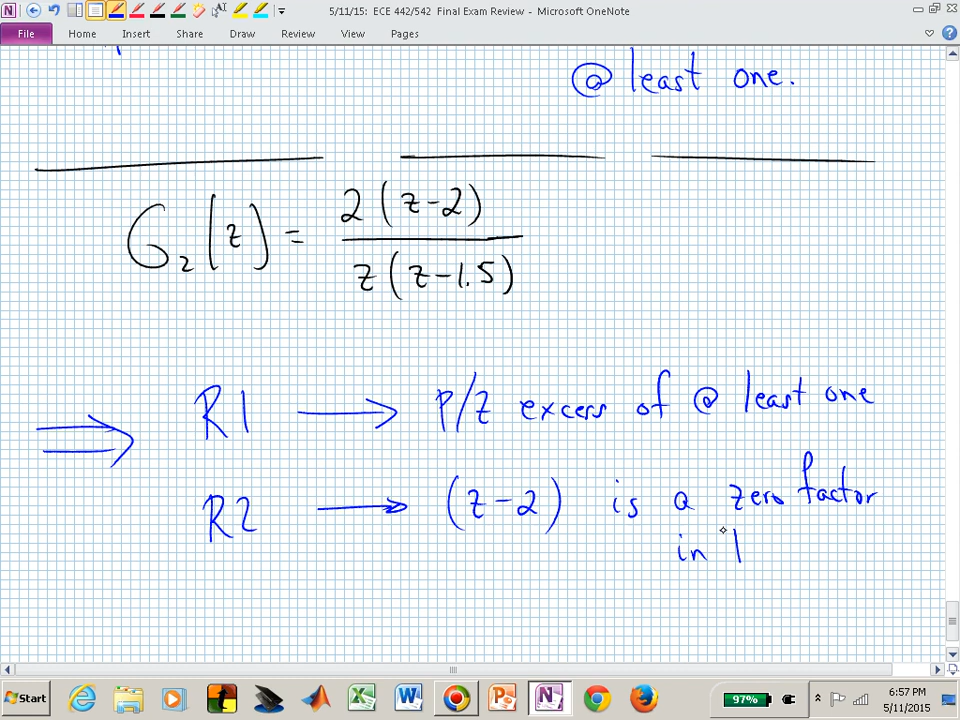 5/11/15: ECE 442/542 Final Exam Review - Microsoft OneNote
File Home Insert Share Draw Review View Pages
@ least one.
G₂(z) = 2(z-2) / z(z-1.5)
⇒ R1 → P/Z excess of @ least one
R2 → (z-2) is a zero factor
in
97%
Start
6:57 PM
5/11/2015